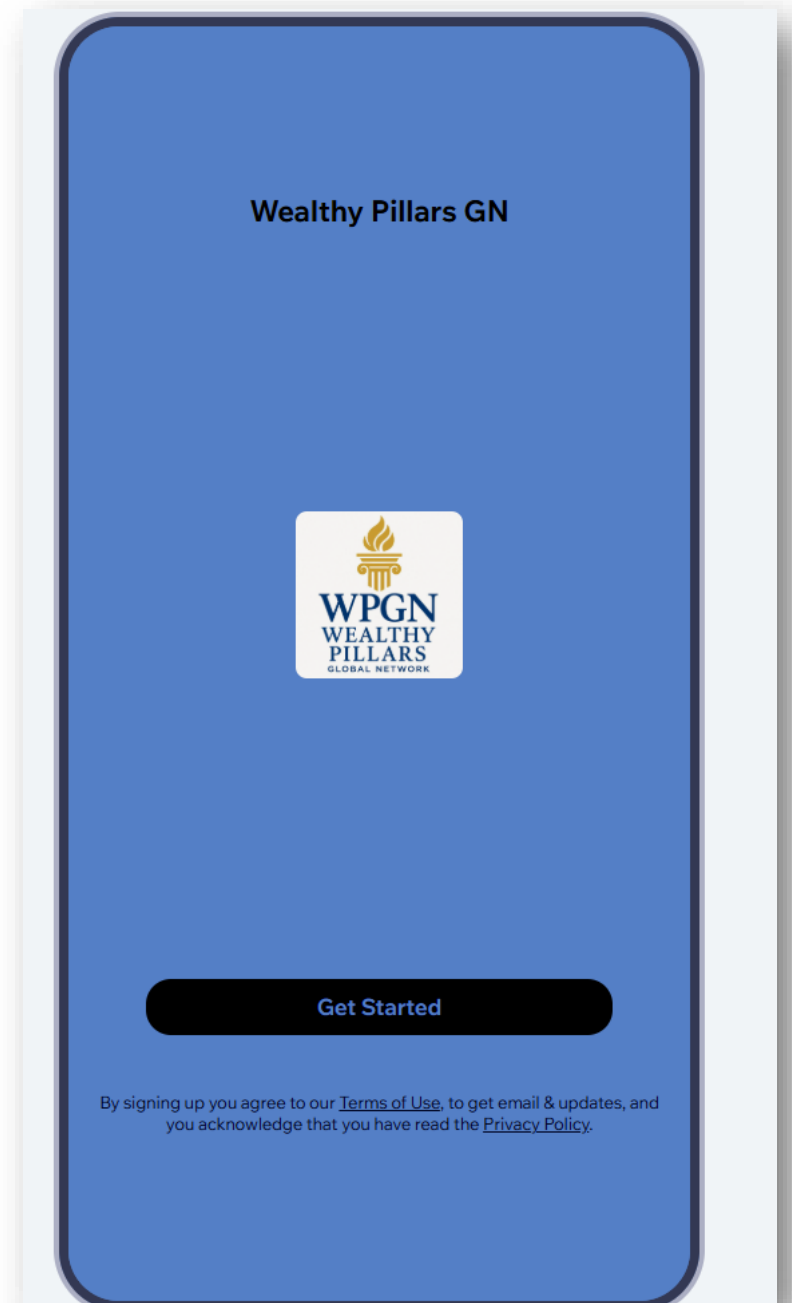 Wealthy Pillars GN
WPGN
WEALTHY
PILLARS
GLOBAL NETWORK
Get Started
By signing up you agree to our Terms of Use, to get email & updates, and
you acknowledge that you have read the Privacy Policy.